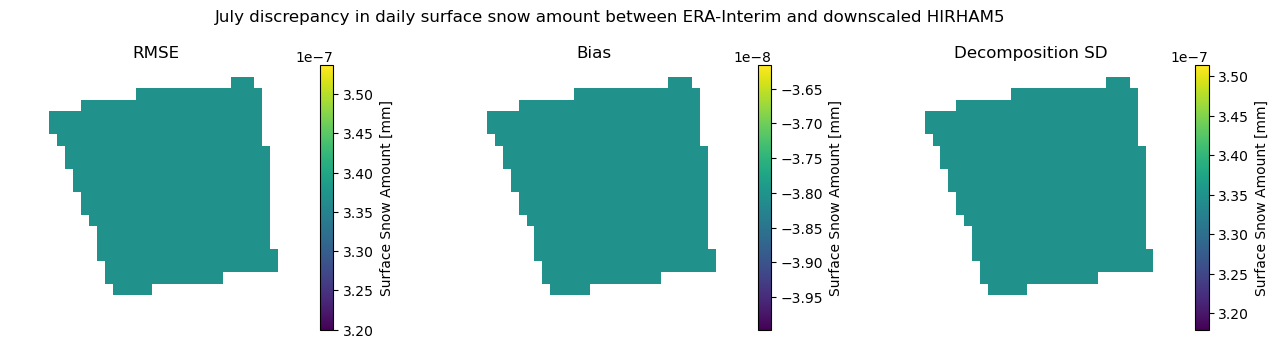 July discrepancy in daily surface snow amount between ERA-Interim and downscaled HIRHAM5
RMSE
1e−7
3.50
3.45
3.40
3.35
3.30
3.25
3.20
Surface Snow Amount [mm]
Bias
1e−8
−3.65
−3.70
−3.75
−3.80
−3.85
−3.90
−3.95
Surface Snow Amount [mm]
Decomposition SD
1e−7
3.50
3.45
3.40
3.35
3.30
3.25
3.20
Surface Snow Amount [mm]